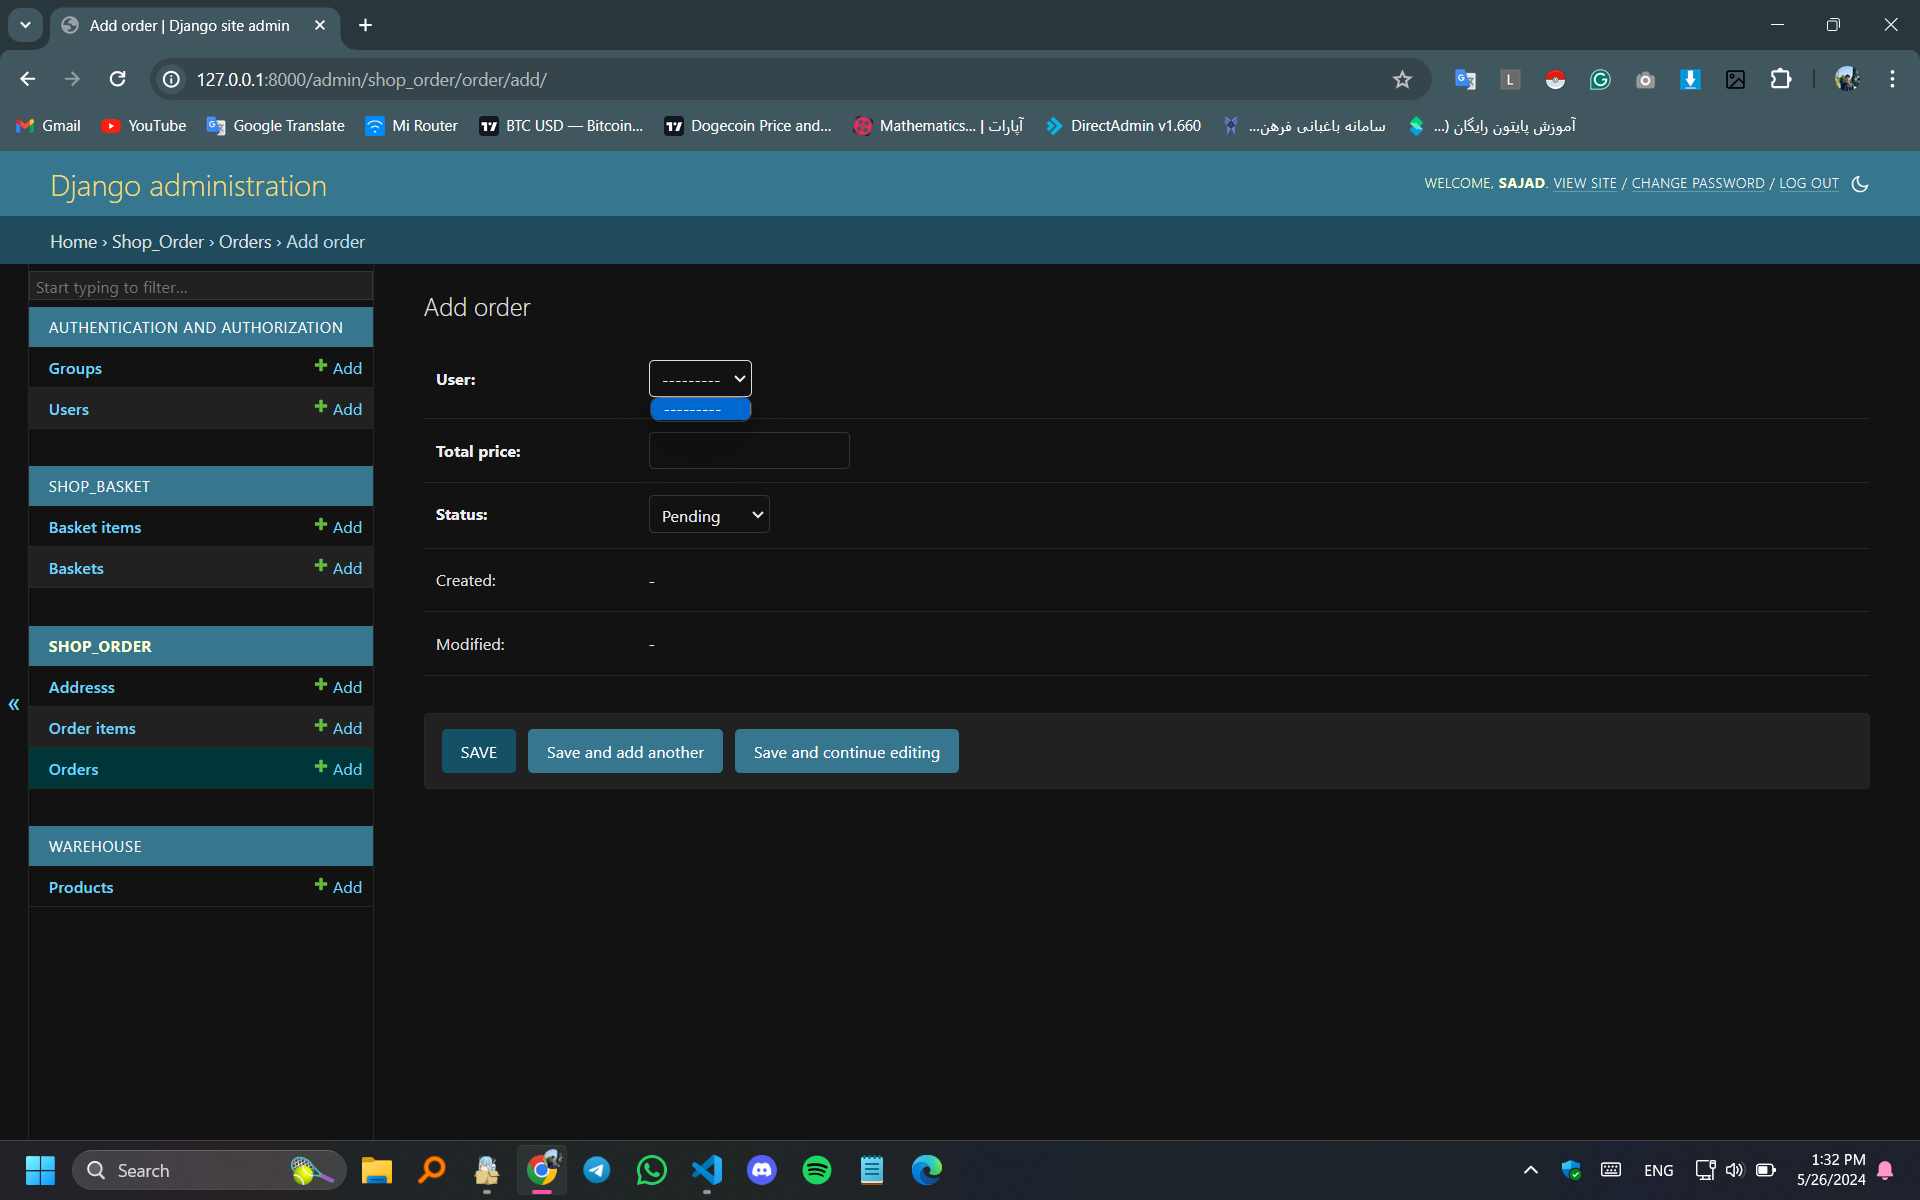 Add order | Django site admin
127.0.0.1:8000/admin/shop_order/order/add/
L
Gmail
YouTube
Google Translate
Mi Router
BTC USD — Bitcoin...
Dogecoin Price and...
Mathematics... | آپارات
DirectAdmin v1.660
سامانه باغبانی فرهن...
آموزش پایتون رایگان (...
Django administration
WELCOME, SAJAD. VIEW SITE / CHANGE PASSWORD / LOG OUT
Home › Shop_Order › Orders › Add order
Start typing to filter...
AUTHENTICATION AND AUTHORIZATION
Groups
Add
Users
Add
SHOP_BASKET
Basket items
Add
Baskets
Add
SHOP_ORDER
Addresss
Add
Order items
Add
Orders
Add
WAREHOUSE
Products
Add
«
Add order
User:
---------
---------
Total price:
Status:
Pending
Created:
-
Modified:
-
SAVE
Save and add another
Save and continue editing
Search
ENG
1:32 PM
5/26/2024